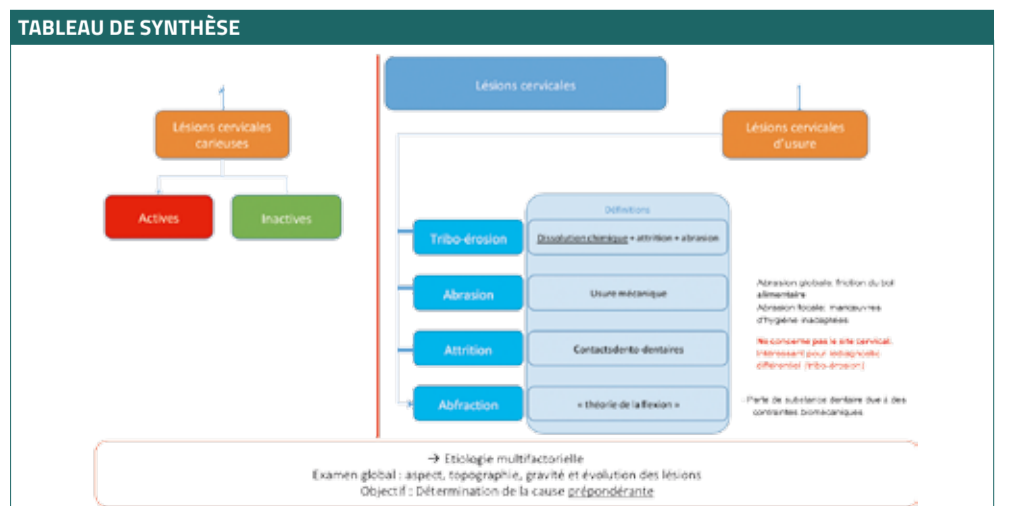 TABLEAU DE SYNTHÈSE
Lésions cervicales
Lésions cervicales
carieuses
Lésions cervicales
d'usure
Actives
Inactives
Définitions
Tribo-érosion
Dissolution chimique + attrition + abrasion
Abrasion
Usure mécanique
Abrasion globale: friction du bol
alimentaire
Abrasion focale: manœuvres
d'hygiène inadaptées
Attrition
Contactsdento-dentaires
Ne concerne pas le site cervical.
Intéressant pour lediagnostic
différentiel (tribo-érosion)
Abfraction
« théorie de la flexion »
- Perte de substance dentaire due à des
contraintes biomécaniques
→ Etiologie multifactorielle
Examen global : aspect, topographie, gravité et évolution des lésions
Objectif : Détermination de la cause prépondérante